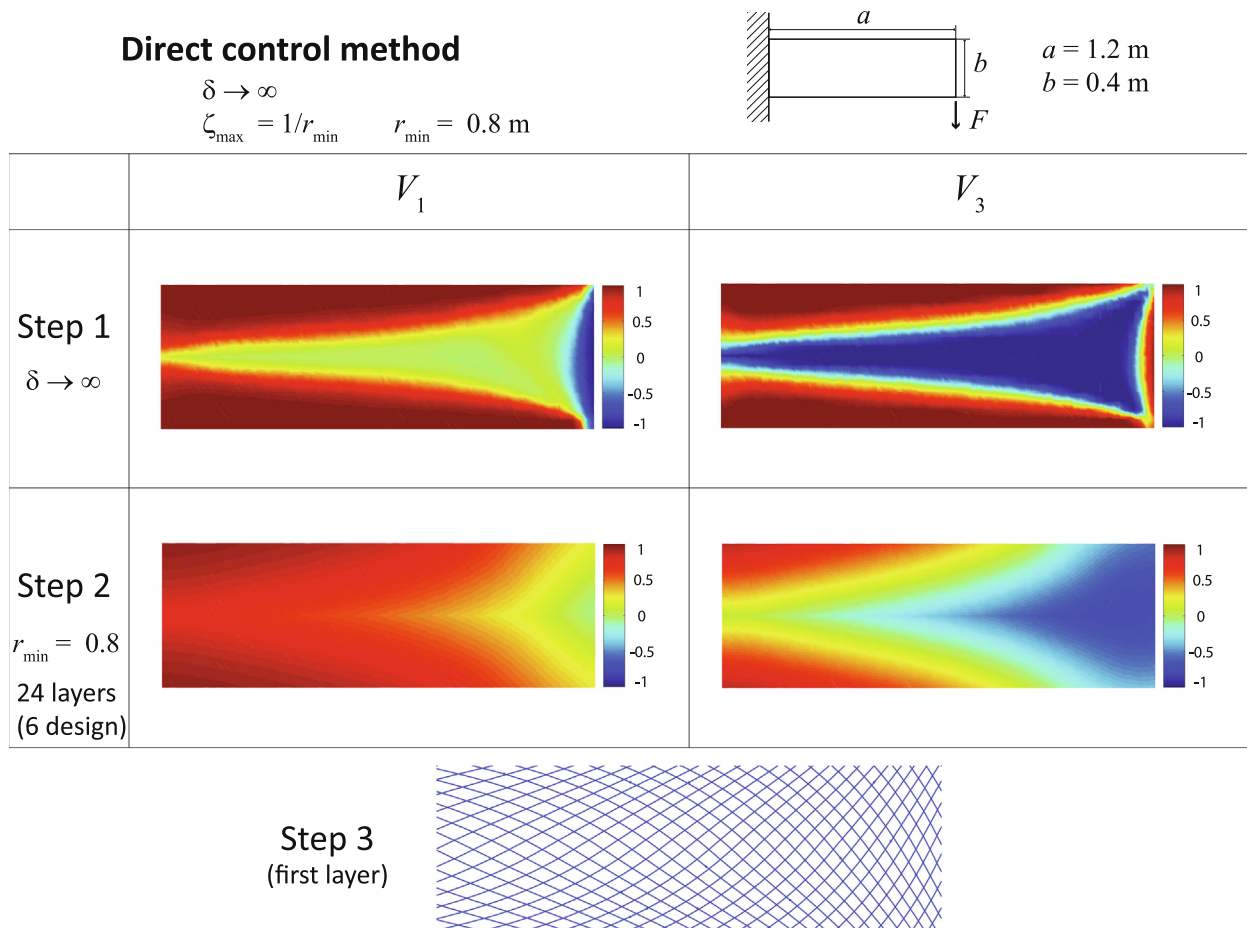 Direct control method
δ → ∞
ζmax = 1/rmin rmin = 0.8 m
a
b
F
a = 1.2 m
b = 0.4 m
V1
V3
Step 1
δ → ∞
1
0.5
0
-0.5
-1
1
0.5
0
-0.5
-1
Step 2
rmin = 0.8
24 layers
(6 design)
1
0.5
0
-0.5
-1
1
0.5
0
-0.5
-1
Step 3
(first layer)